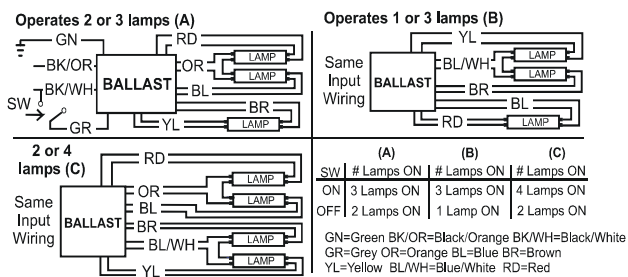 Operates 2 or 3 lamps (A)
GN
RD
BK/OR
OR
LAMP
LAMP
BALLAST
BK/WH
BL
SW
BR
GR
YL
LAMP
Operates 1 or 3 lamps (B)
YL
Same
Input
Wiring
BALLAST
BL/WH
LAMP
LAMP
BR
BL
RD
LAMP
2 or 4
lamps (C)
RD
OR
LAMP
LAMP
BL
Same
Input
Wiring
BALLAST
BR
BL/WH
LAMP
LAMP
YL
(A) (B) (C)
SW # Lamps ON # Lamps ON # Lamps ON
ON 3 Lamps ON 3 Lamps ON 4 Lamps ON
OFF 2 Lamps ON 1 Lamp ON 2 Lamps ON
GN=Green BK/OR=Black/Orange BK/WH=Black/White
GR=Grey OR=Orange BL=Blue BR=Brown
YL=Yellow BL/WH=Blue/White RD=Red